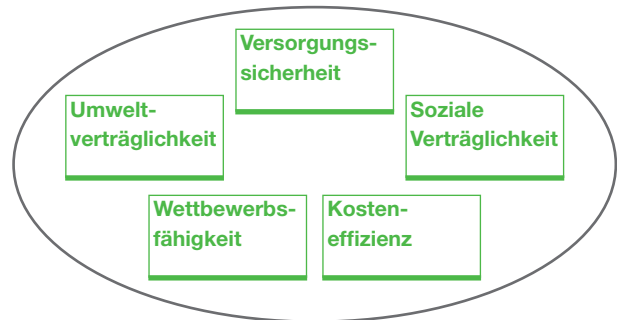 Versorgungs-
sicherheit
Umwelt-
verträglichkeit
Soziale
Verträglichkeit
Wettbewerbs-
fähigkeit
Kosten-
effizienz